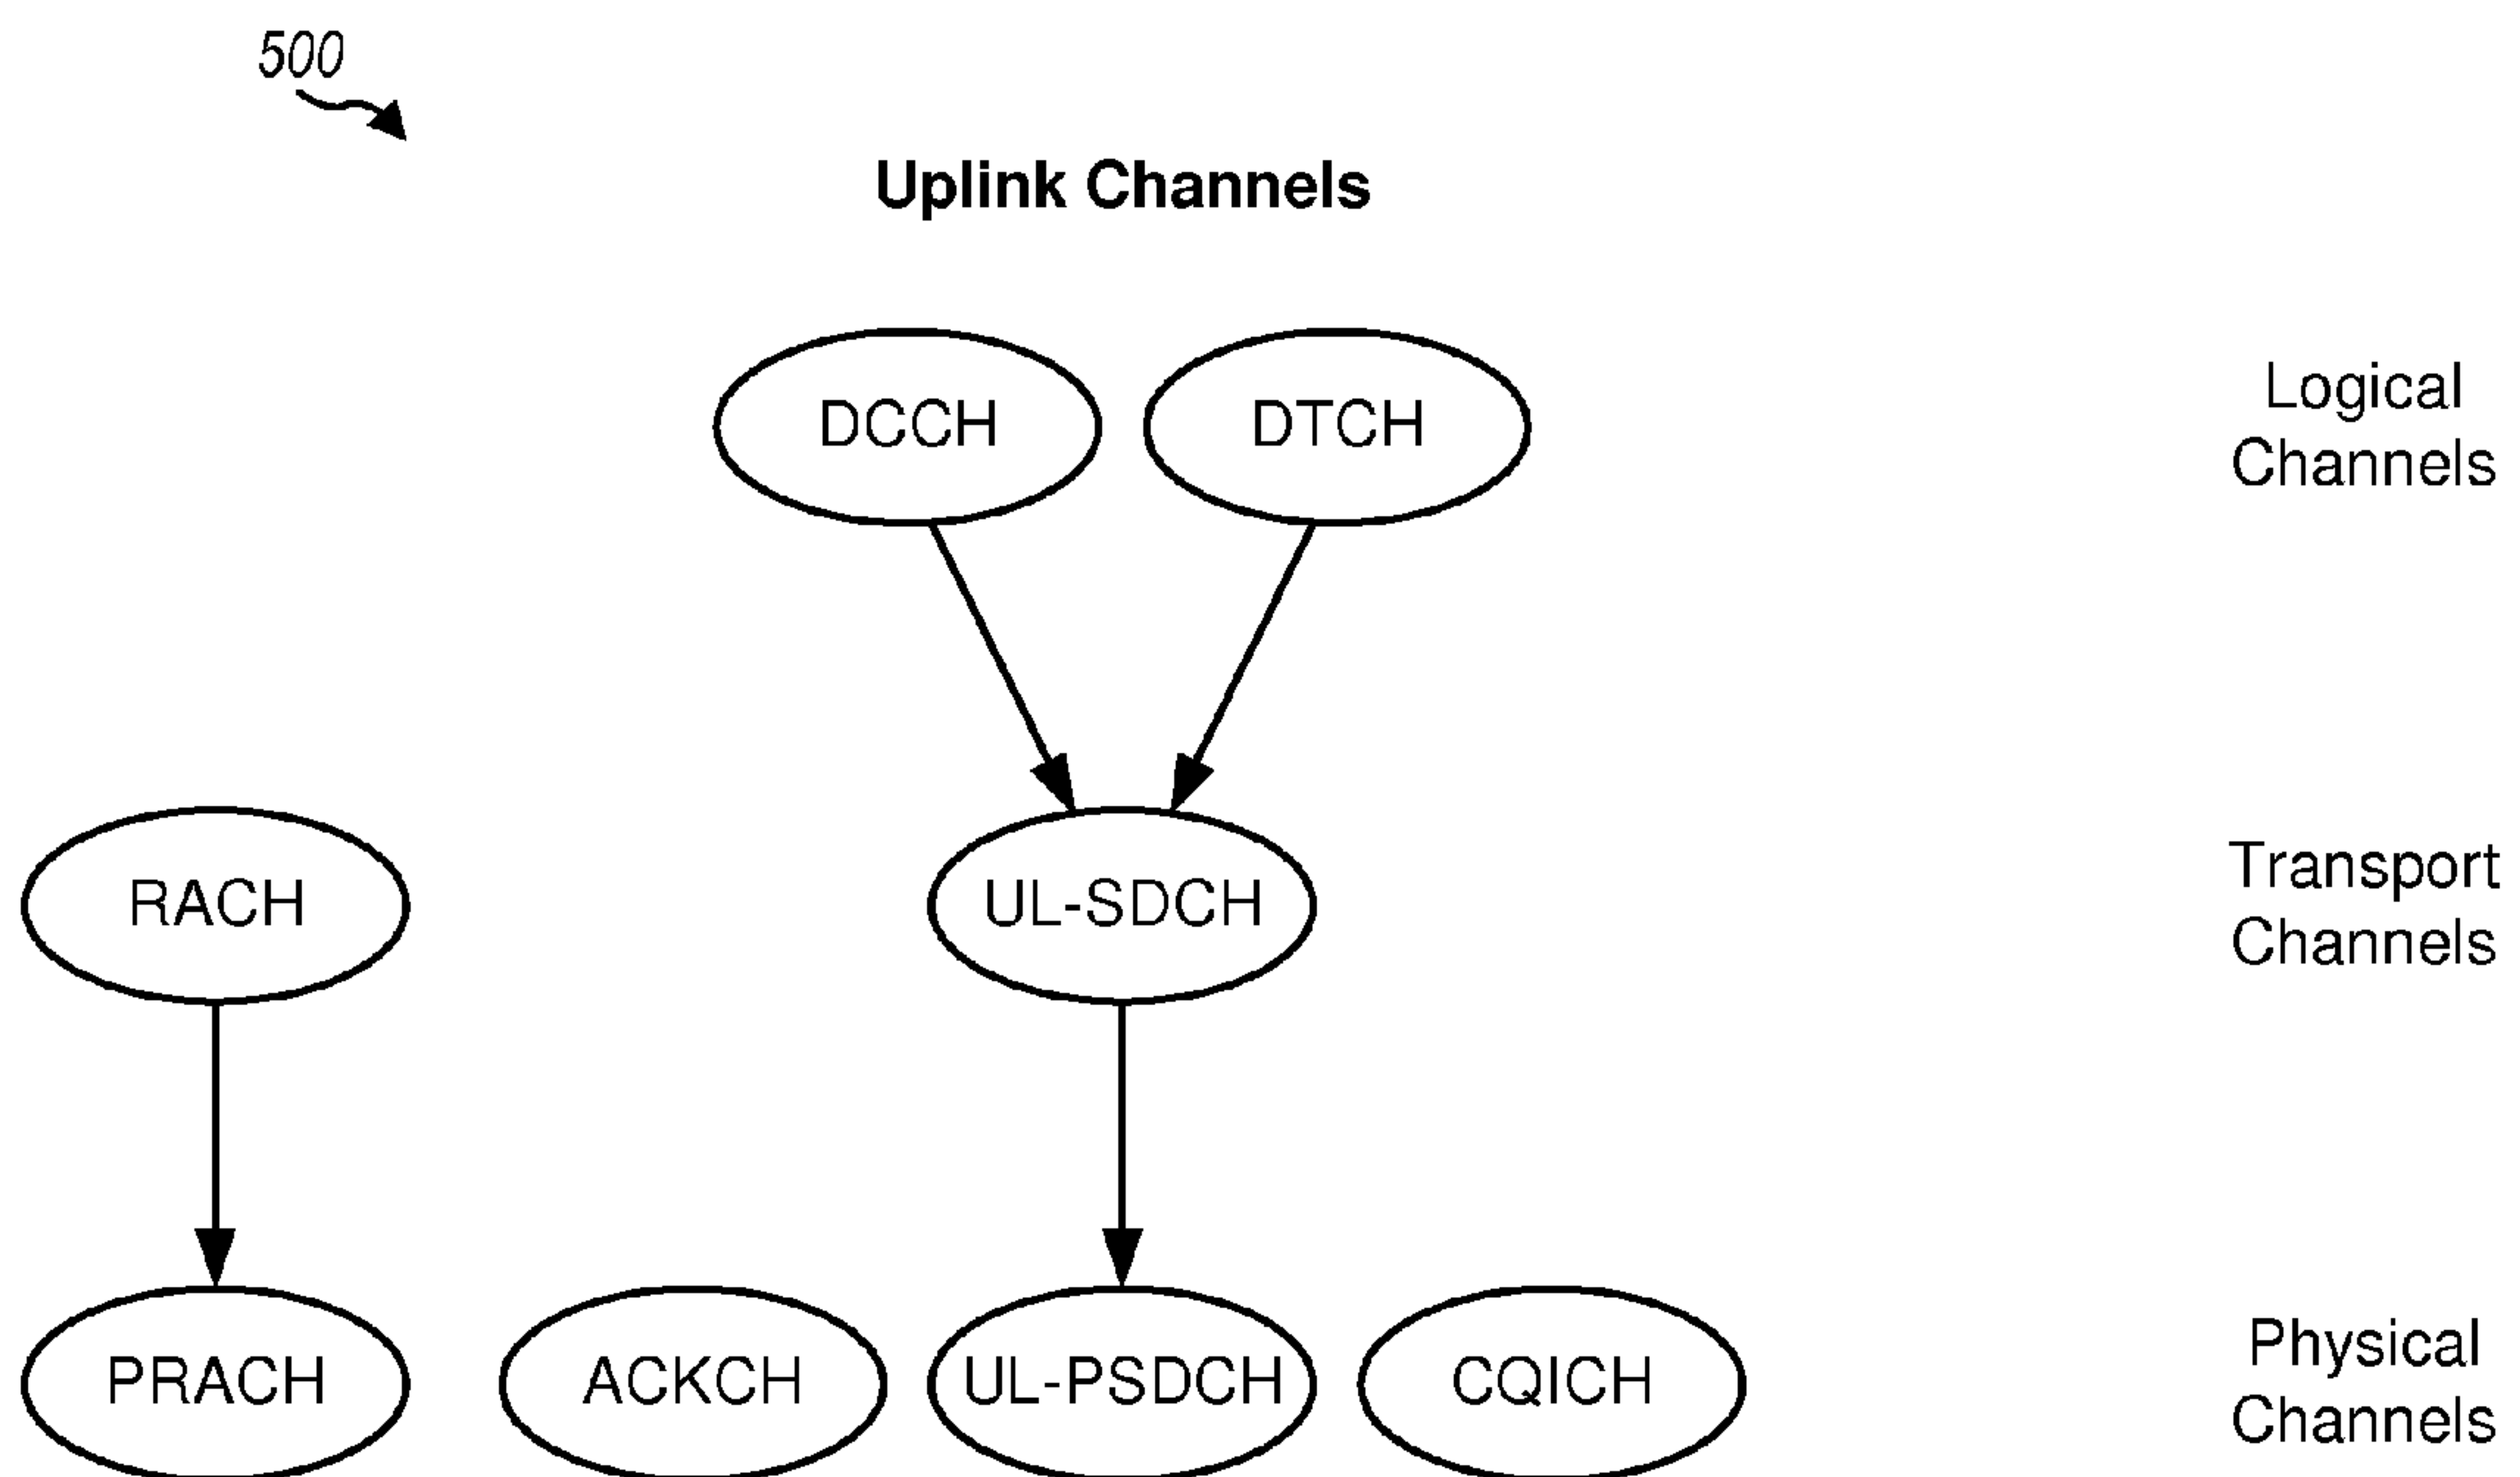 500
Uplink Channels
DCCH
DTCH
Logical
Channels
RACH
UL-SDCH
Transport
Channels
PRACH
ACKCH
UL-PSDCH
CQICH
Physical
Channels